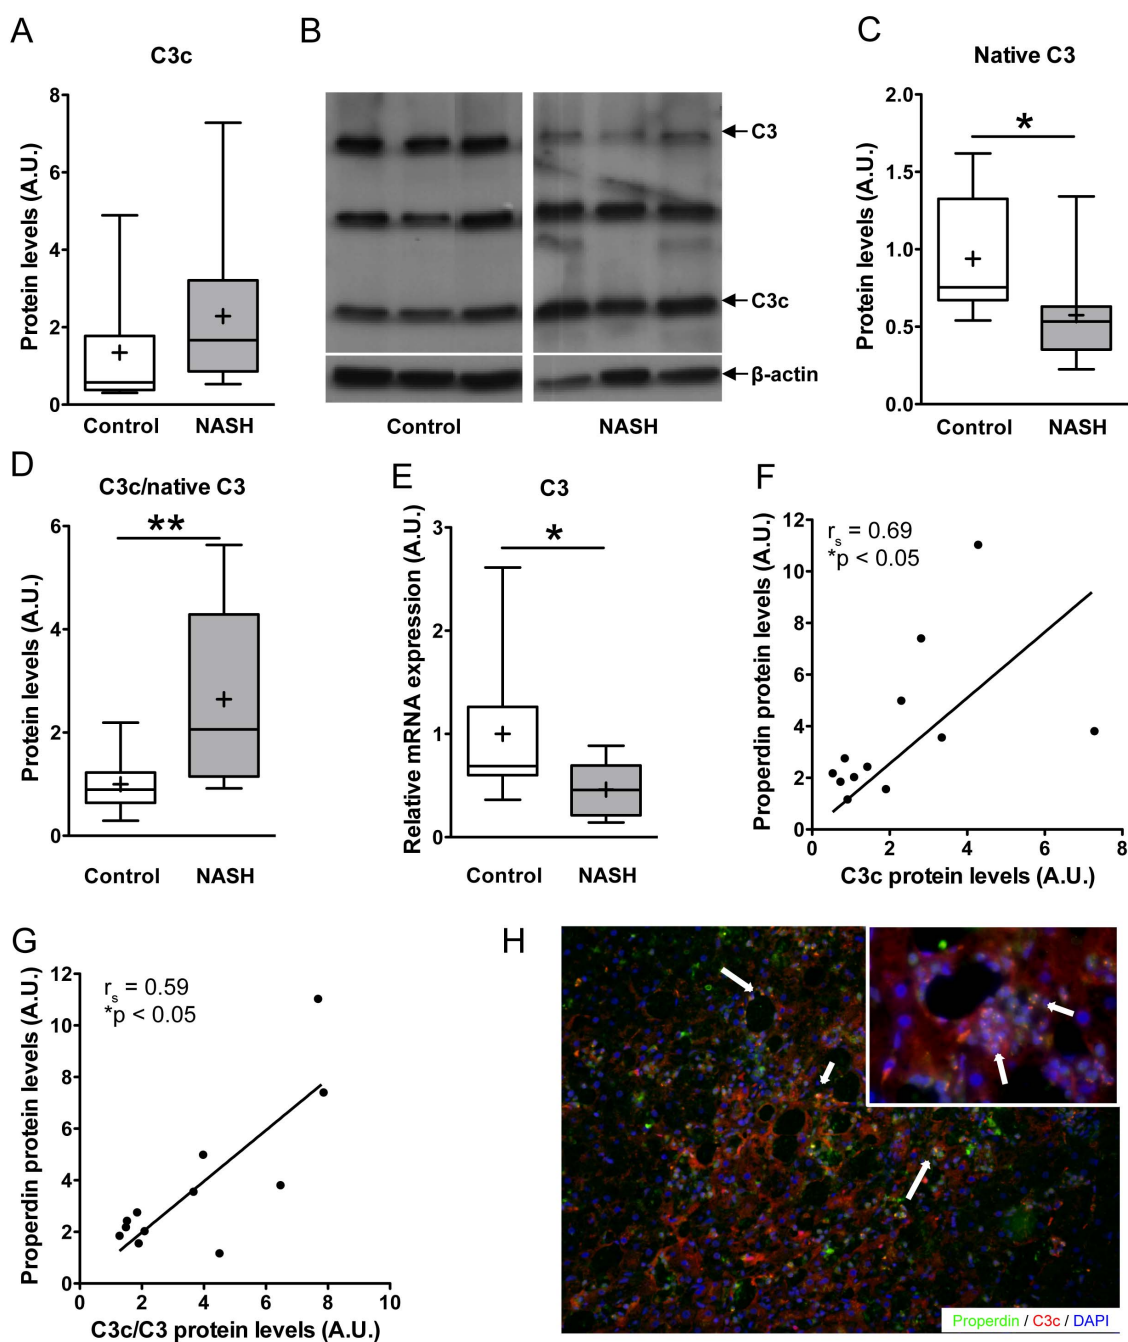 A
C3c
Protein levels (A.U.)
8
6
4
2
0
Control
NASH
B
C3
C3c
β-actin
Control
NASH
C
Native C3
*
Protein levels (A.U.)
2.0
1.5
1.0
0.5
0.0
Control
NASH
D
C3c/native C3
**
Protein levels (A.U.)
6
4
2
0
Control
NASH
E
C3
*
Relative mRNA expression (A.U.)
3
2
1
0
Control
NASH
F
rs = 0.69
*p < 0.05
Properdin protein levels (A.U.)
12
10
8
6
4
2
0
0 2 4 6 8
C3c protein levels (A.U.)
G
rs = 0.59
*p < 0.05
Properdin protein levels (A.U.)
12
10
8
6
4
2
0
0 2 4 6 8 10
C3c/C3 protein levels (A.U.)
H
Properdin / C3c / DAPI